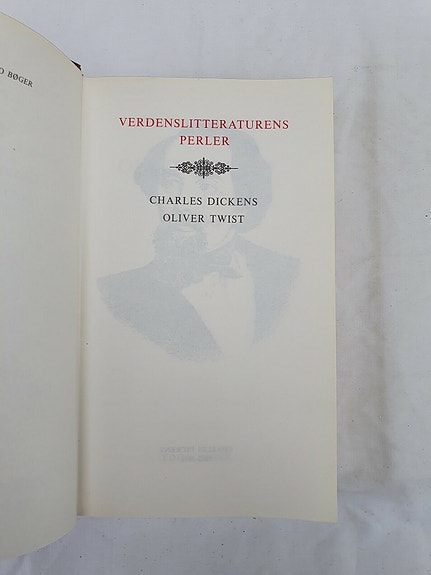 BØGER
VERDENSLITTERATURENS
PERLER
CHARLES DICKENS
OLIVER TWIST